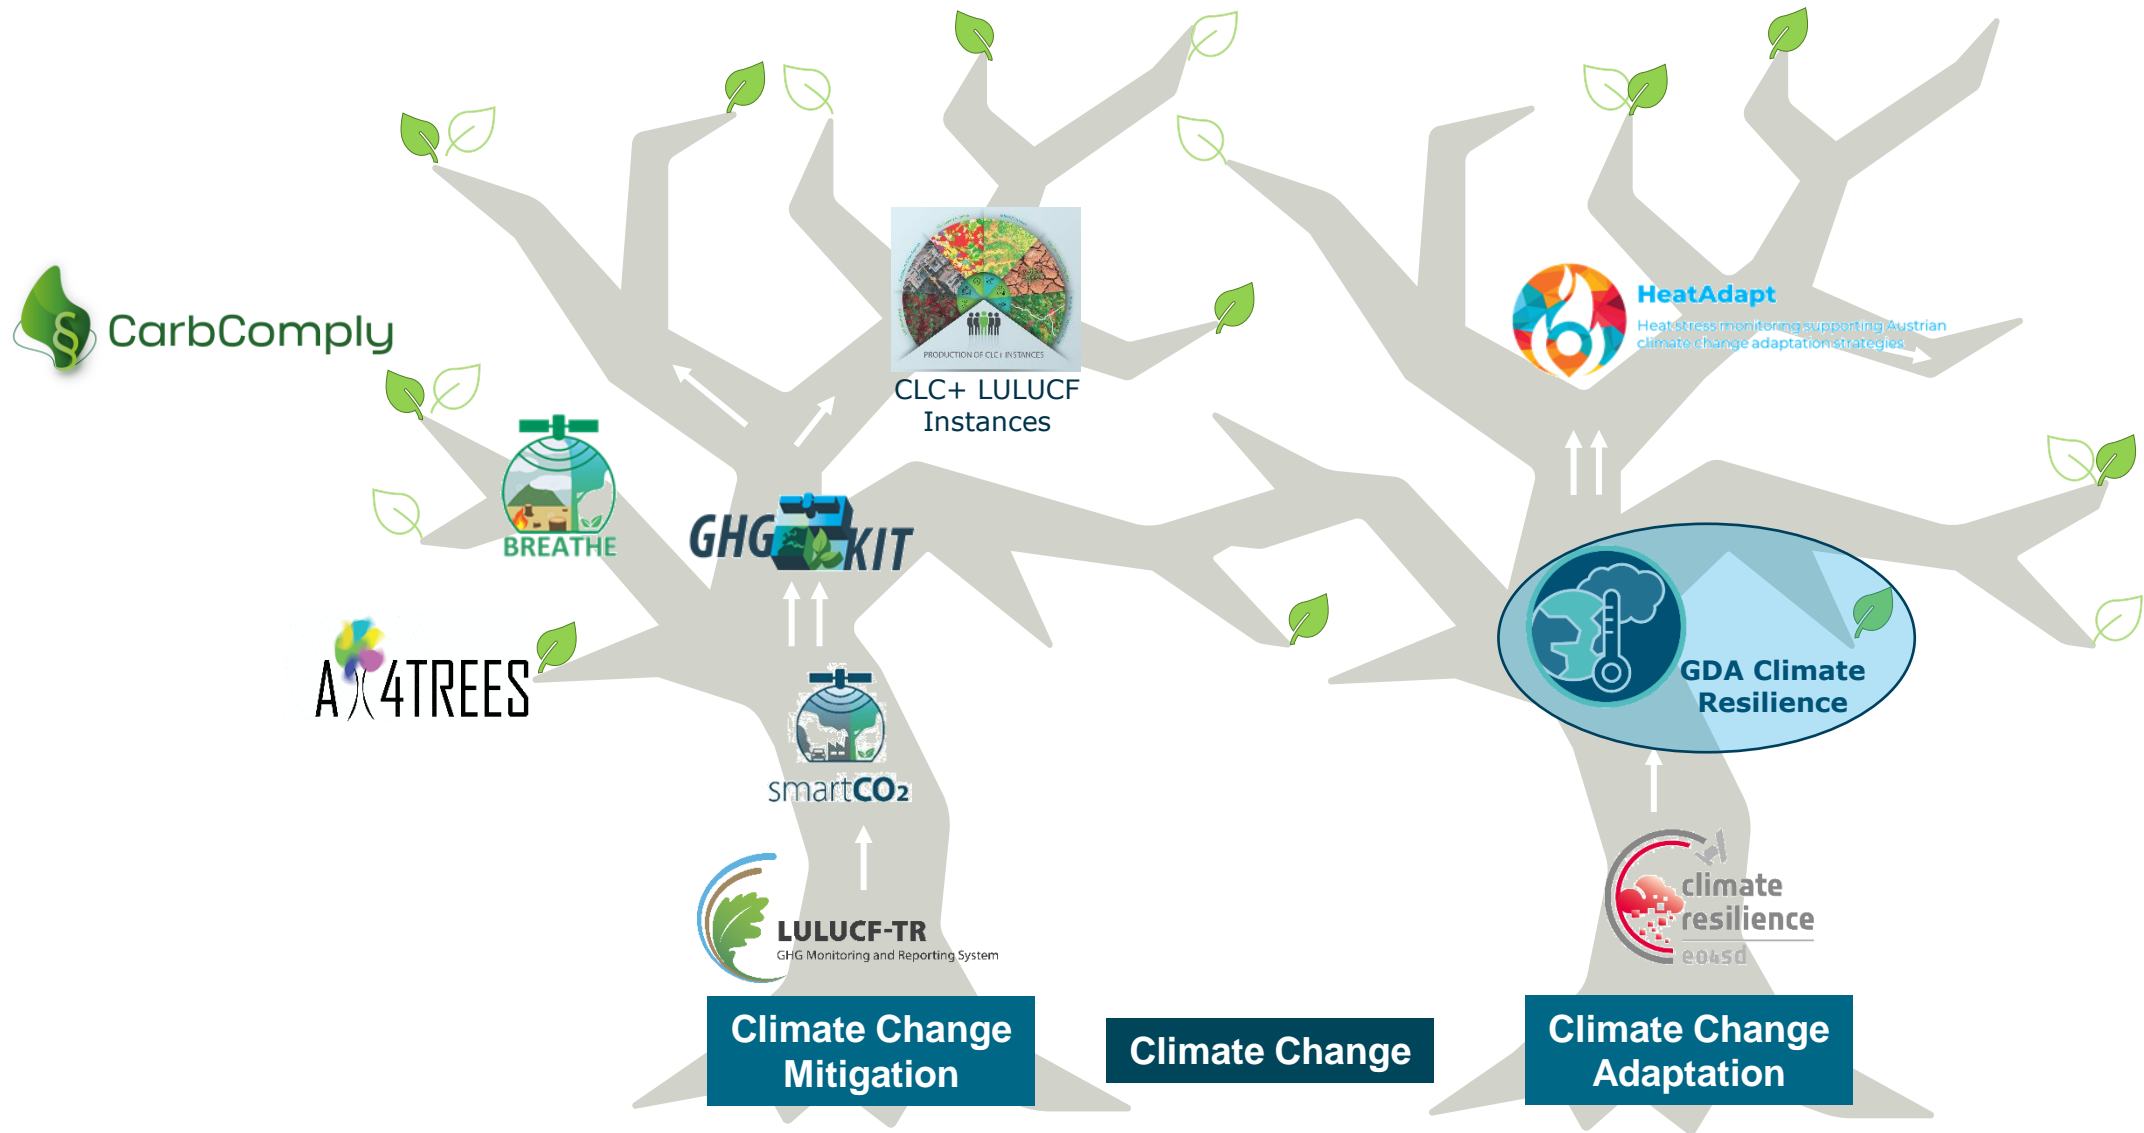 CarbComply
PRODUCTION OF CLC+ INSTANCES
CLC+ LULUCF
Instances
HeatAdapt
Heat stress monitoring supporting Austrian
climate change adaptation strategies
BREATHE
GHG KIT
A 4TREES
GDA Climate
Resilience
smartCO₂
LULUCF-TR
GHG Monitoring and Reporting System
climate
resilience
eo4sd
Climate Change
Mitigation
Climate Change
Climate Change
Adaptation